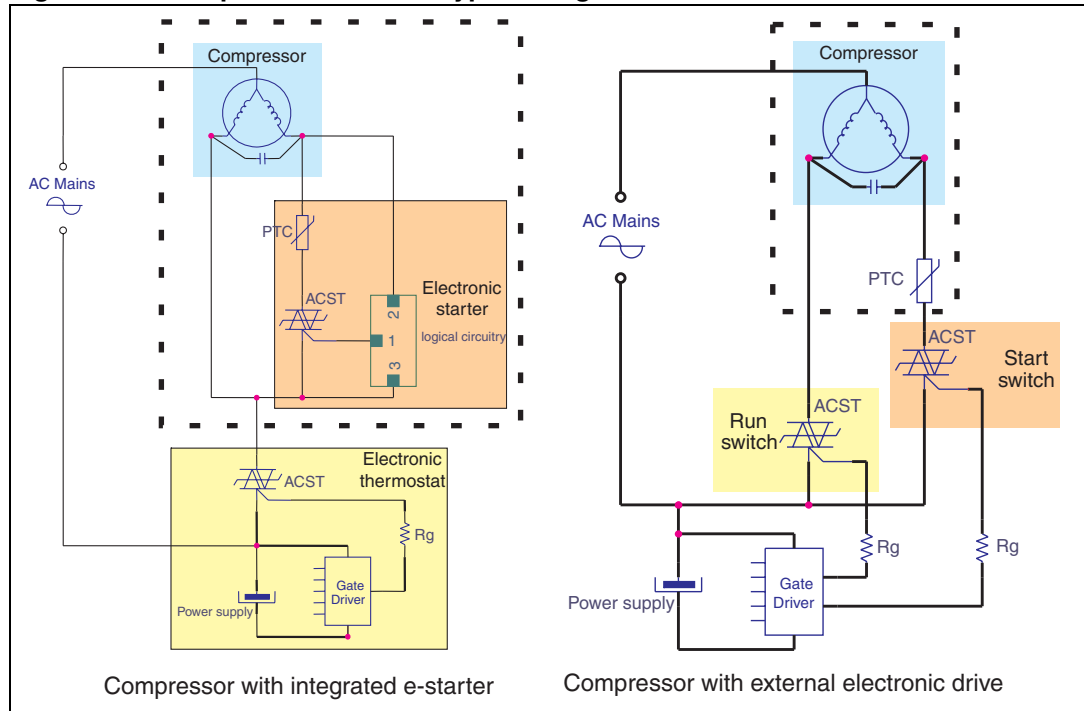 Compressor
AC Mains
PTC
ACST
Electronic
starter
logical circuitry
2
1
3
Electronic
thermostat
ACST
Rg
Gate
Driver
Power supply
Compressor with integrated e-starter
Compressor
AC Mains
PTC
ACST
Start
switch
ACST
Run
switch
Rg
Rg
Gate
Driver
Power supply
Compressor with external electronic drive